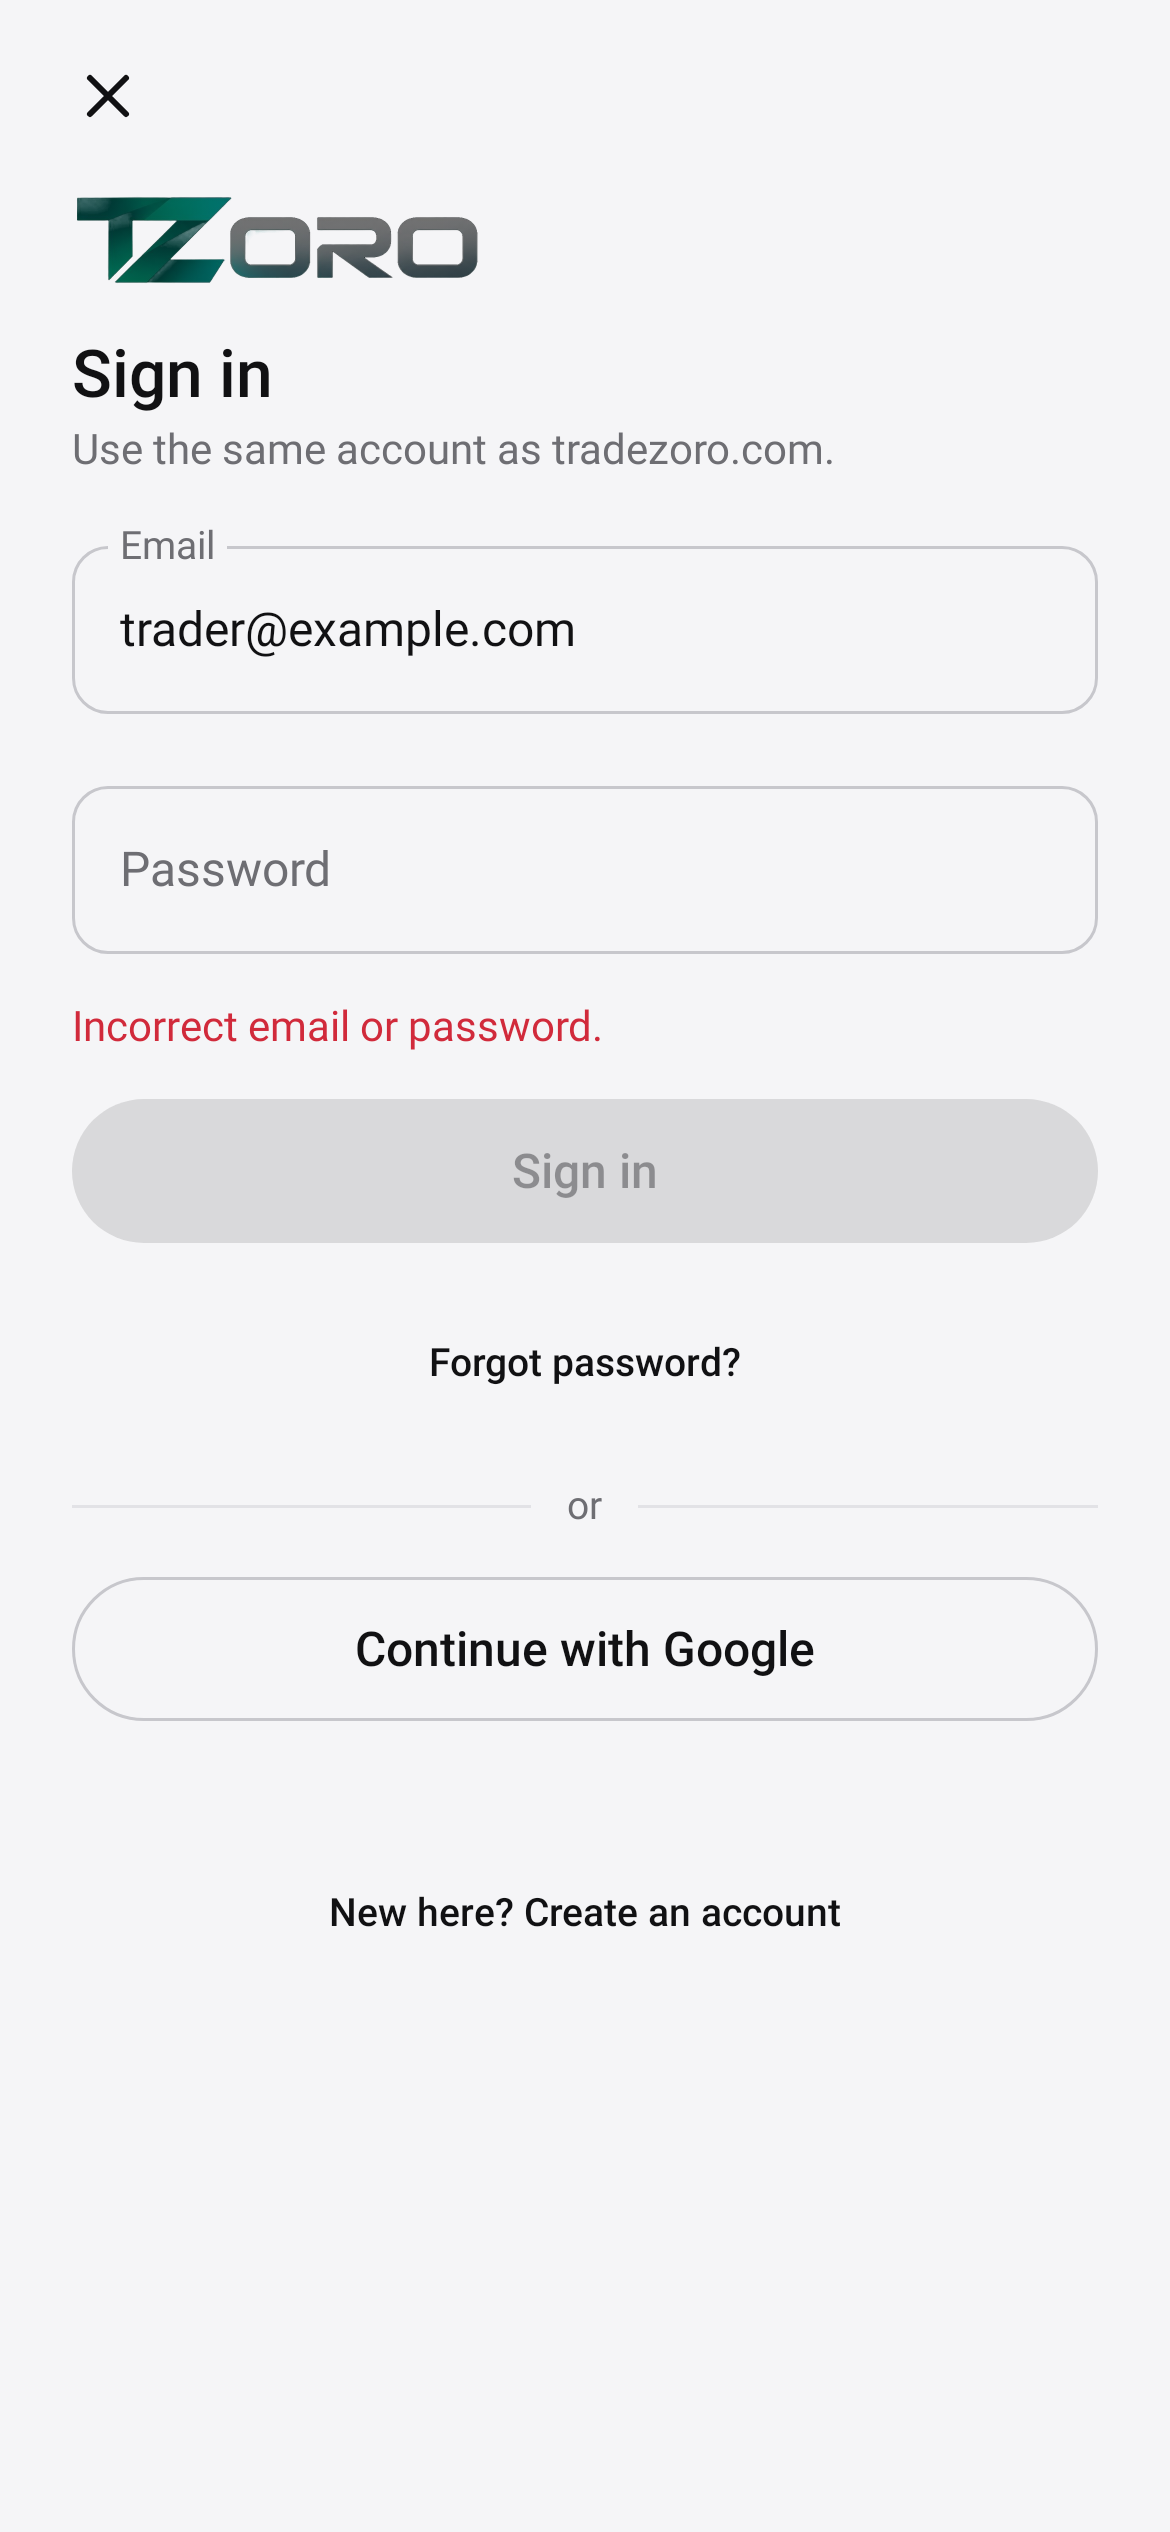 TZORO
Sign in
Use the same account as tradezoro.com.
Email
trader@example.com
Password
Incorrect email or password.
Sign in
Forgot password?
or
Continue with Google
New here? Create an account